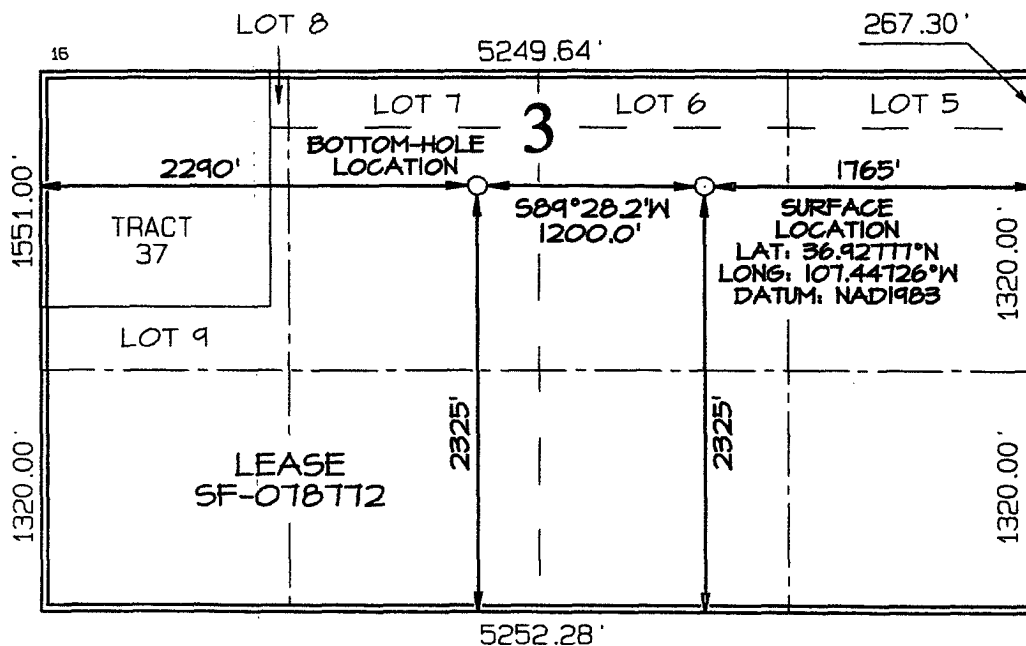 LOT 8
267.30'
16
5249.64'
LOT 7
3
LOT 6
LOT 5
BOTTOM-HOLE
LOCATION
2290'
1765'
1551.00'
S89°28.2'W
1200.0'
TRACT
37
SURFACE
LOCATION
LAT: 36.92777°N
LONG: 107.44726°W
DATUM: NAD1983
1320.00'
LOT 9
2325'
2325'
LEASE
SF-078772
1320.00'
1320.00'
5252.28'